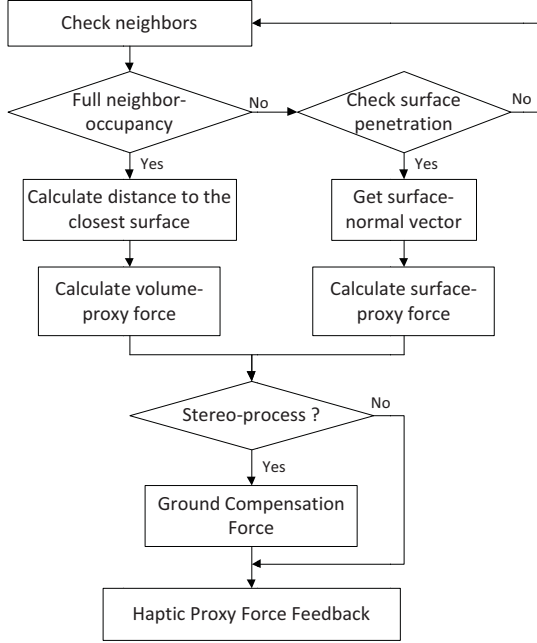 Check neighbors
Full neighbor-
occupancy
No
Check surface
penetration
No
Yes
Yes
Calculate distance to the
closest surface
Get surface-
normal vector
Calculate volume-
proxy force
Calculate surface-
proxy force
Stereo-process ?
No
Yes
Ground Compensation
Force
Haptic Proxy Force Feedback